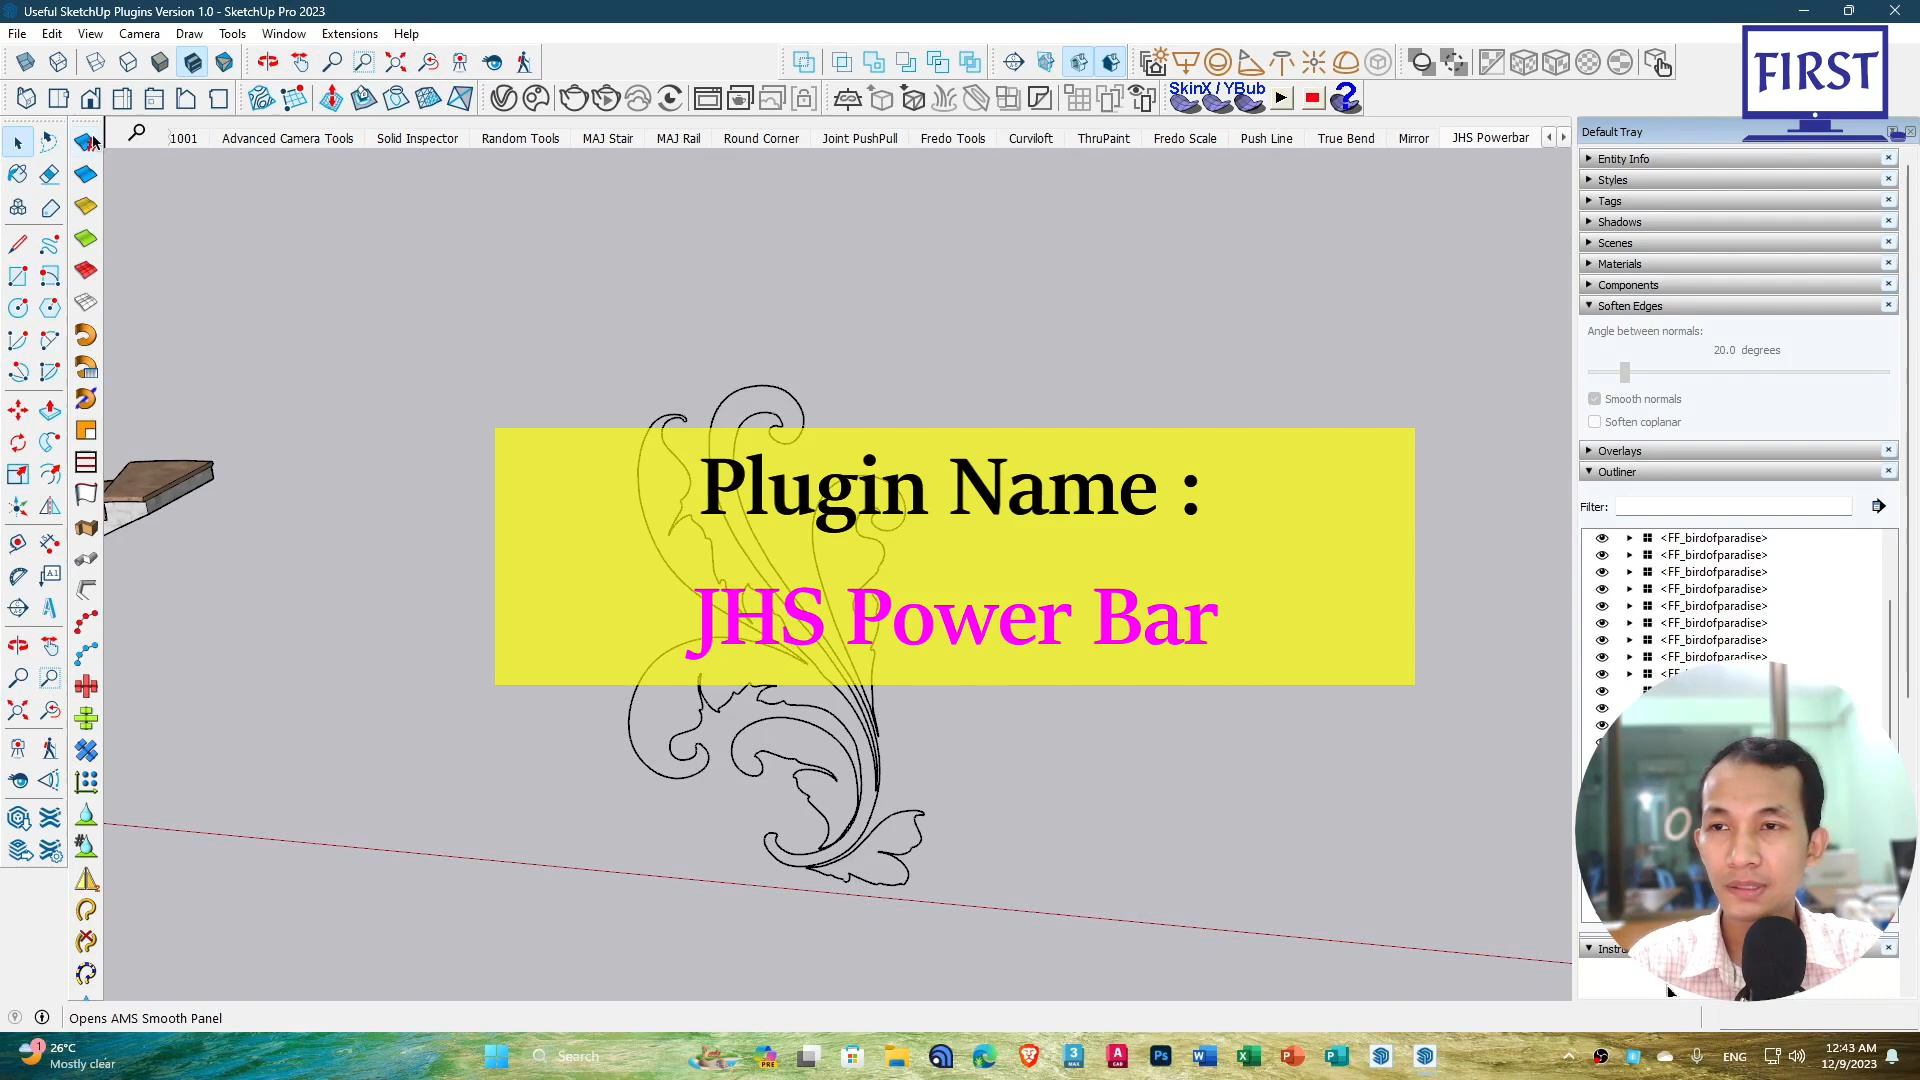 Useful SketchUp Plugins Version 1.0 - SketchUp Pro 2023
File Edit View Camera Draw Tools Window Extensions Help
FIRST
SkinX / YBub
1001 Advanced Camera Tools Solid Inspector Random Tools MAJ Stair MAJ Rail Round Corner Joint PushPull Fredo Tools Curviloft ThruPaint Fredo Scale Push Line True Bend Mirror JHS Powerbar
Default Tray
Entity Info
Styles
Tags
Shadows
Scenes
Materials
Components
Soften Edges
Angle between normals:
20.0 degrees
Smooth normals
Soften coplanar
Overlays
Outliner
Filter:
<FF_birdofparadise>
<FF_birdofparadise>
<FF_birdofparadise>
<FF_birdofparadise>
<FF_birdofparadise>
<FF_birdofparadise>
<FF_birdofparadise>
<FF_birdofparadise>
Plugin Name :
JHS Power Bar
Opens AMS Smooth Panel
26°C
Mostly clear
Search
ENG
12:43 AM
12/9/2023